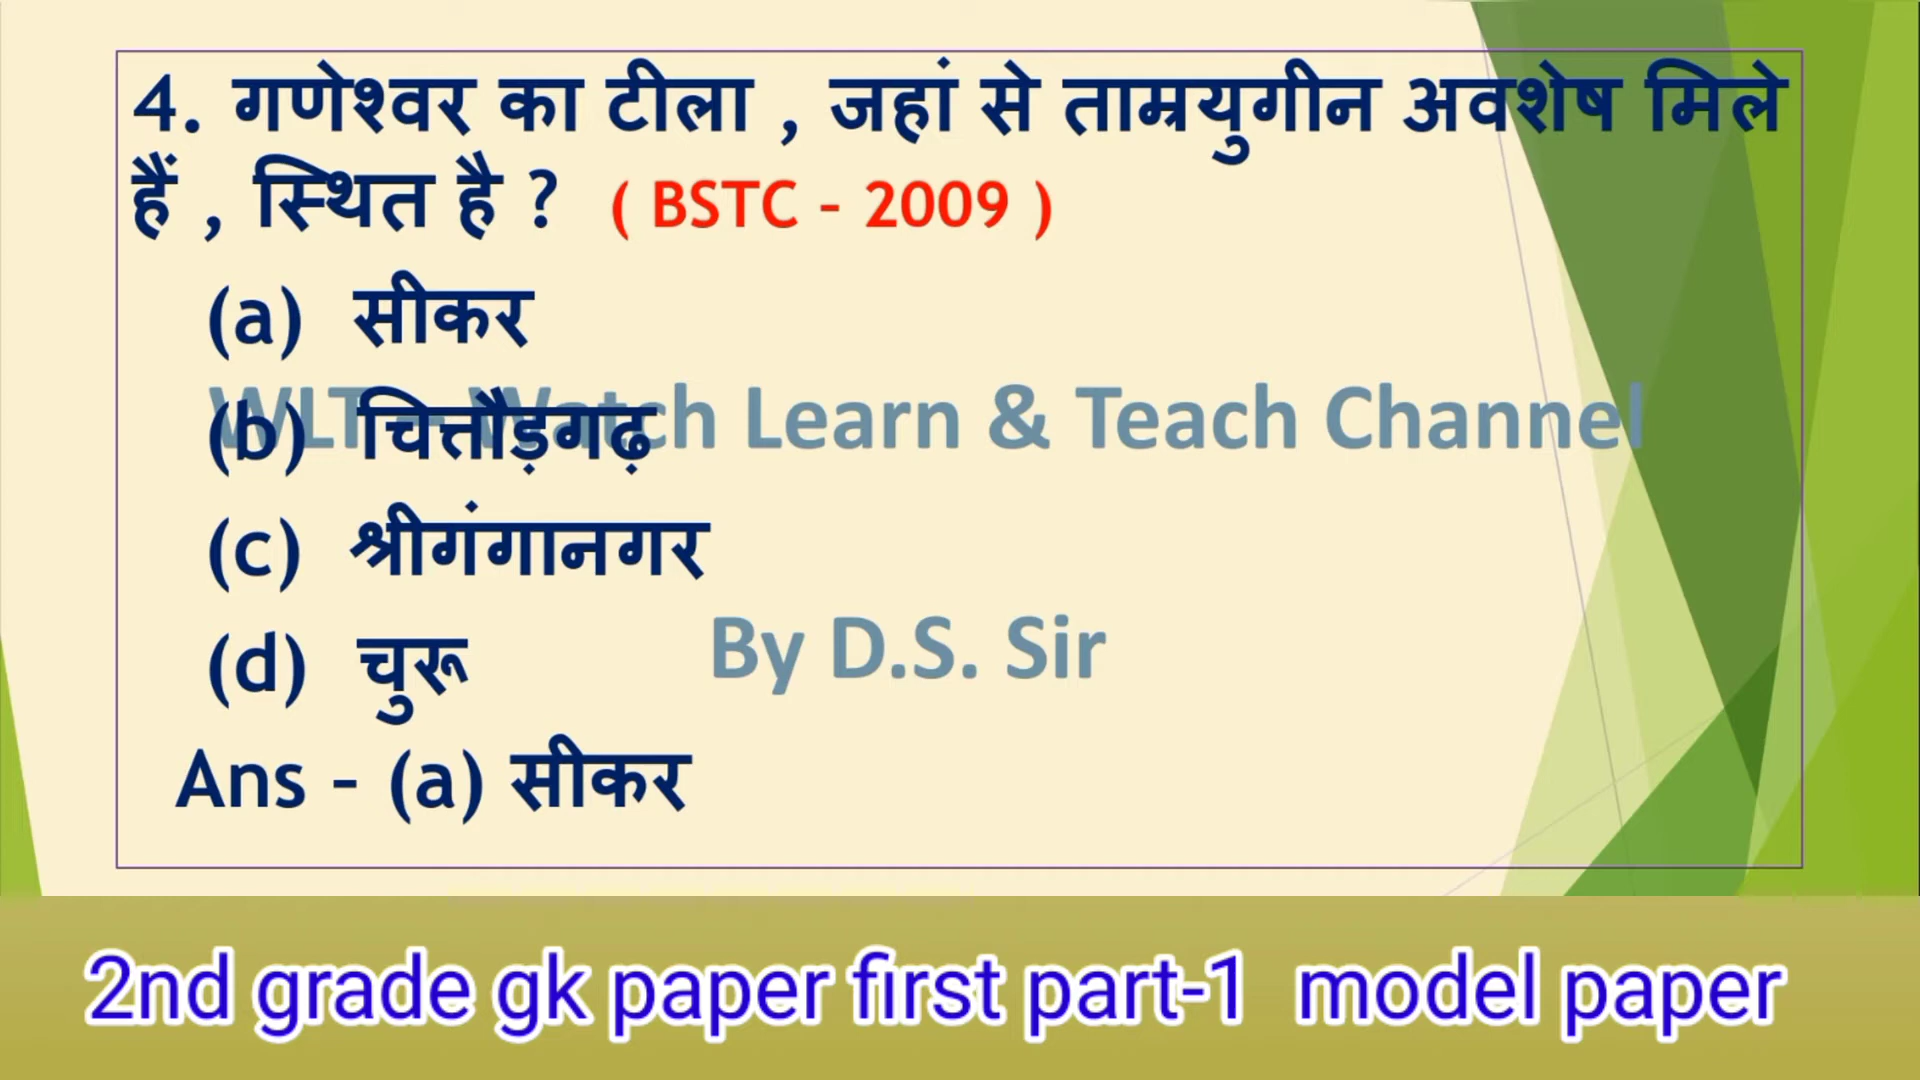 4. गणेश्वर का टीला , जहां से ताम्रयुगीन अवशेष मिले
हैं , स्थित है ? ( BSTC – 2009 )
(a) सीकर
WLT – Watch Learn & Teach Channel
(b) चित्तौड़गढ़
(c) श्रीगंगानगर
(d) चुरू
By D.S. Sir
Ans – (a) सीकर
2nd grade gk paper first part-1 model paper